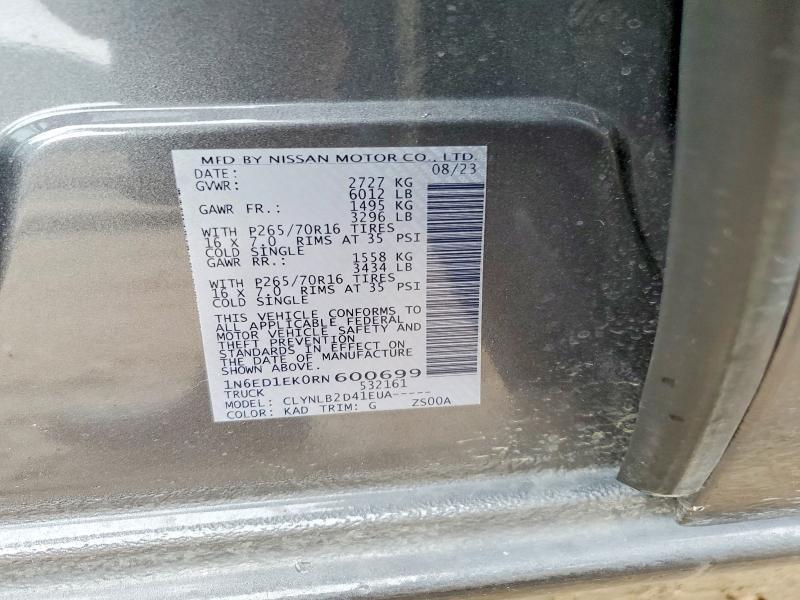 MFD BY NISSAN MOTOR CO., LTD.
DATE: 08/23
GVWR: 2727 KG
6012 LB
GAWR FR.: 1495 KG
3296 LB
WITH P265/70R16 TIRES
16 X 7.0 RIMS AT 35 PSI
COLD SINGLE
GAWR RR.: 1558 KG
3434 LB
WITH P265/70R16 TIRES
16 X 7.0 RIMS AT 35 PSI
COLD SINGLE
THIS VEHICLE CONFORMS TO
ALL APPLICABLE FEDERAL
MOTOR VEHICLE SAFETY AND
THEFT PREVENTION
STANDARDS IN EFFECT ON
THE DATE OF MANUFACTURE
SHOWN ABOVE.
1N6ED1EK0RN600699
TRUCK 532161
MODEL: CLYNLB2D41EUA-----
COLOR: KAD TRIM: G ZS00A